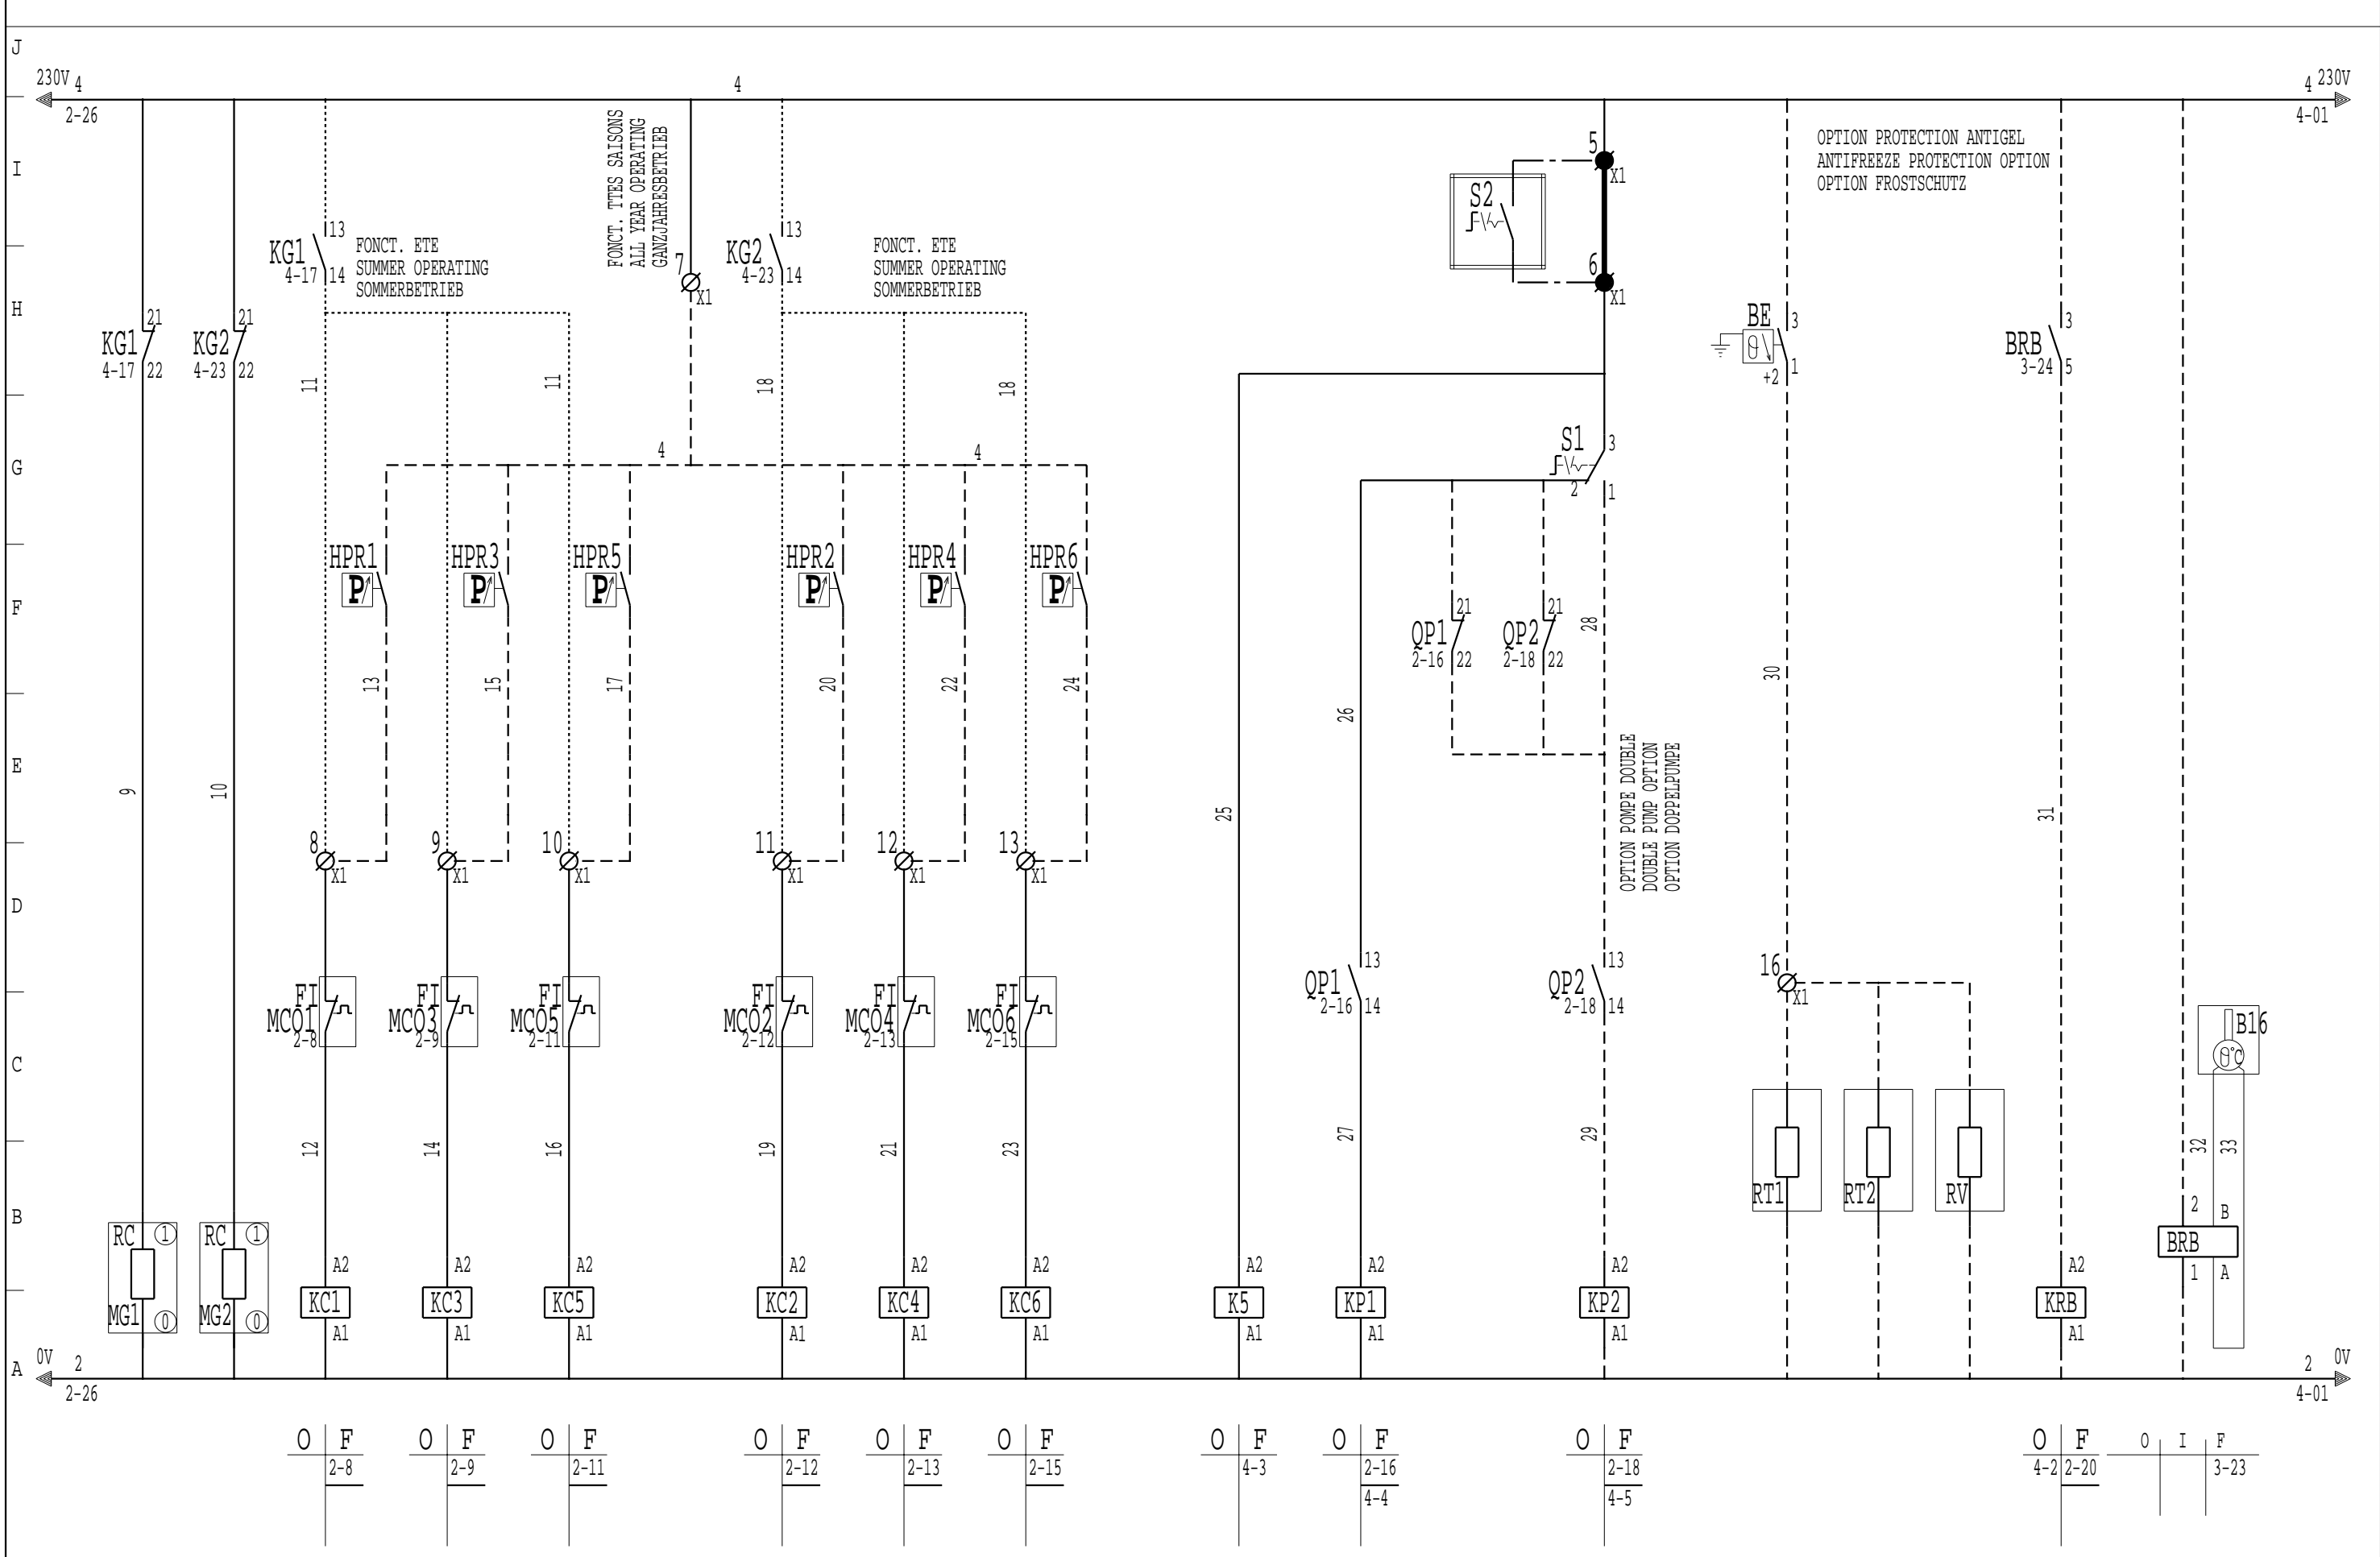 J
230V 4
2-26
4
4 230V
4-01
I
FONCT. TTES SAISONS
ALL YEAR OPERATING
GANZJAHRESBETRIEB
OPTION PROTECTION ANTIGEL
ANTIFREEZE PROTECTION OPTION
OPTION FROSTSCHUTZ
5
X1
S2
6
X1
KG1
13
4-17
14
FONCT. ETE
SUMMER OPERATING
SOMMERBETRIEB
7
X1
KG2
13
4-23
14
FONCT. ETE
SUMMER OPERATING
SOMMERBETRIEB
H
KG1
21
4-17
22
KG2
21
4-23
22
BE
3
+2
1
BRB
3
3-24
5
11
11
18
18
G
4
4
S1
3
2
1
F
HPR1
P
HPR3
P
HPR5
P
HPR2
P
HPR4
P
HPR6
P
QP1
21
2-16
22
QP2
21
2-18
22
28
13
15
17
20
22
24
26
30
E
9
10
25
31
OPTION POMPE DOUBLE
DOUBLE PUMP OPTION
OPTION DOPPELPUMPE
8
X1
9
X1
10
X1
11
X1
12
X1
13
X1
D
QP1
13
2-16
14
QP2
13
2-18
14
16
X1
FI
MCO1
2-8
FI
MCO3
2-9
FI
MCO5
2-11
FI
MCO2
2-12
FI
MCO4
2-13
FI
MCO6
2-15
B16
θ°C
C
12
14
16
19
21
23
27
29
32
33
RT1
RT2
RV
B
RC
1
MG1
0
RC
1
MG2
0
2
B
BRB
1
A
A2
KC1
A1
A2
KC3
A1
A2
KC5
A1
A2
KC2
A1
A2
KC4
A1
A2
KC6
A1
A2
K5
A1
A2
KP1
A1
A2
KP2
A1
A2
KRB
A1
A
0V 2
2-26
2 0V
4-01
O F
2-8
O F
2-9
O F
2-11
O F
2-12
O F
2-13
O F
2-15
O F
4-3
O F
2-16
4-4
O F
2-18
4-5
O F
4-2 2-20
O I F
3-23